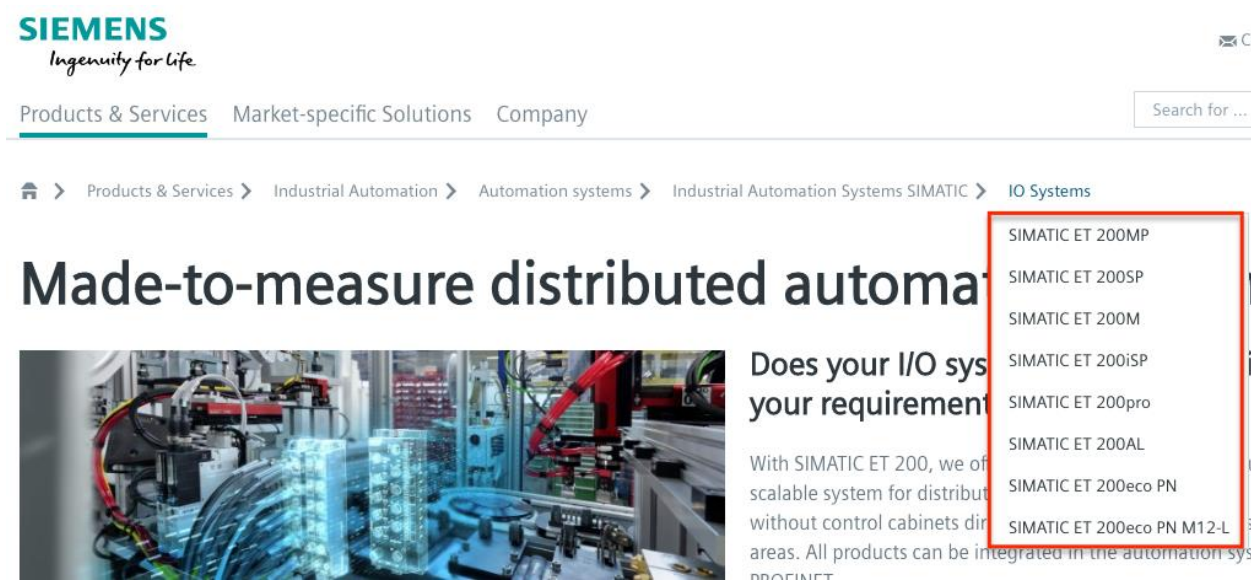 SIEMENS
Ingenuity for life
Products & Services Market-specific Solutions Company
Search for ...
Products & Services Industrial Automation Automation systems Industrial Automation Systems SIMATIC IO Systems
SIMATIC ET 200MP
SIMATIC ET 200SP
SIMATIC ET 200M
SIMATIC ET 200iSP
SIMATIC ET 200pro
SIMATIC ET 200AL
SIMATIC ET 200eco PN
SIMATIC ET 200eco PN M12-L
Made-to-measure distributed automa
Does your I/O sys
your requirement
With SIMATIC ET 200, we of
scalable system for distribut
without control cabinets dir
areas. All products can be integrated in the automation sys
PROFINET